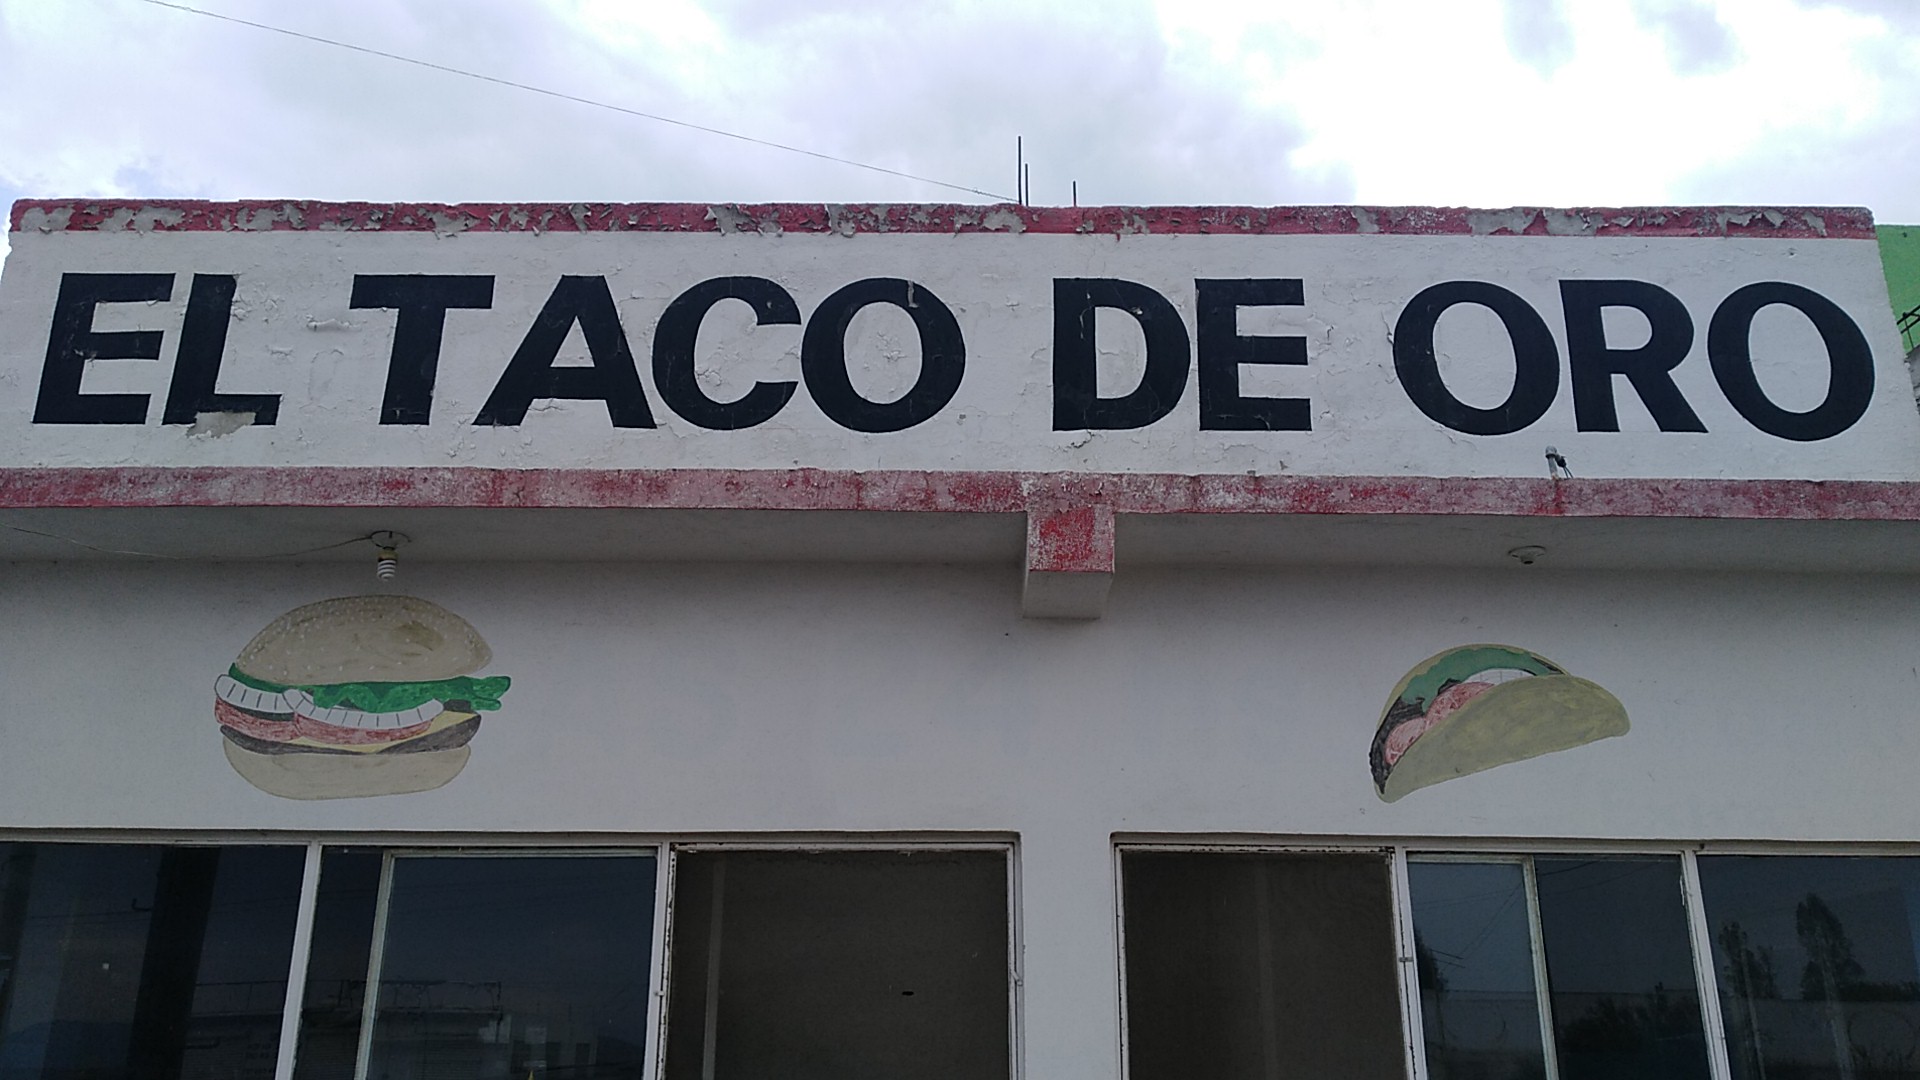 EL TACO DE ORO